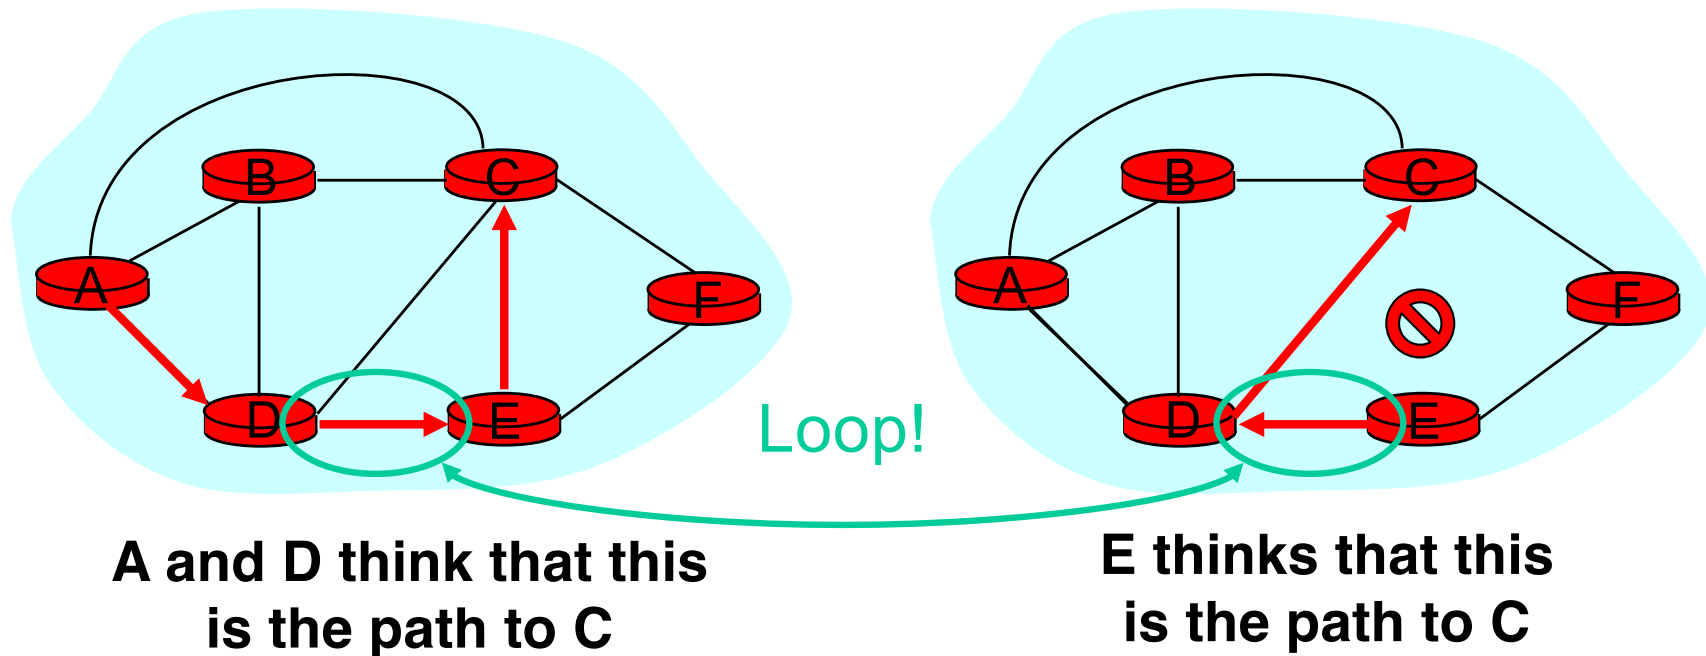 B
C
A
F
D
E
B
C
A
F
D
E
Loop!
A and D think that this
is the path to C
E thinks that this
is the path to C